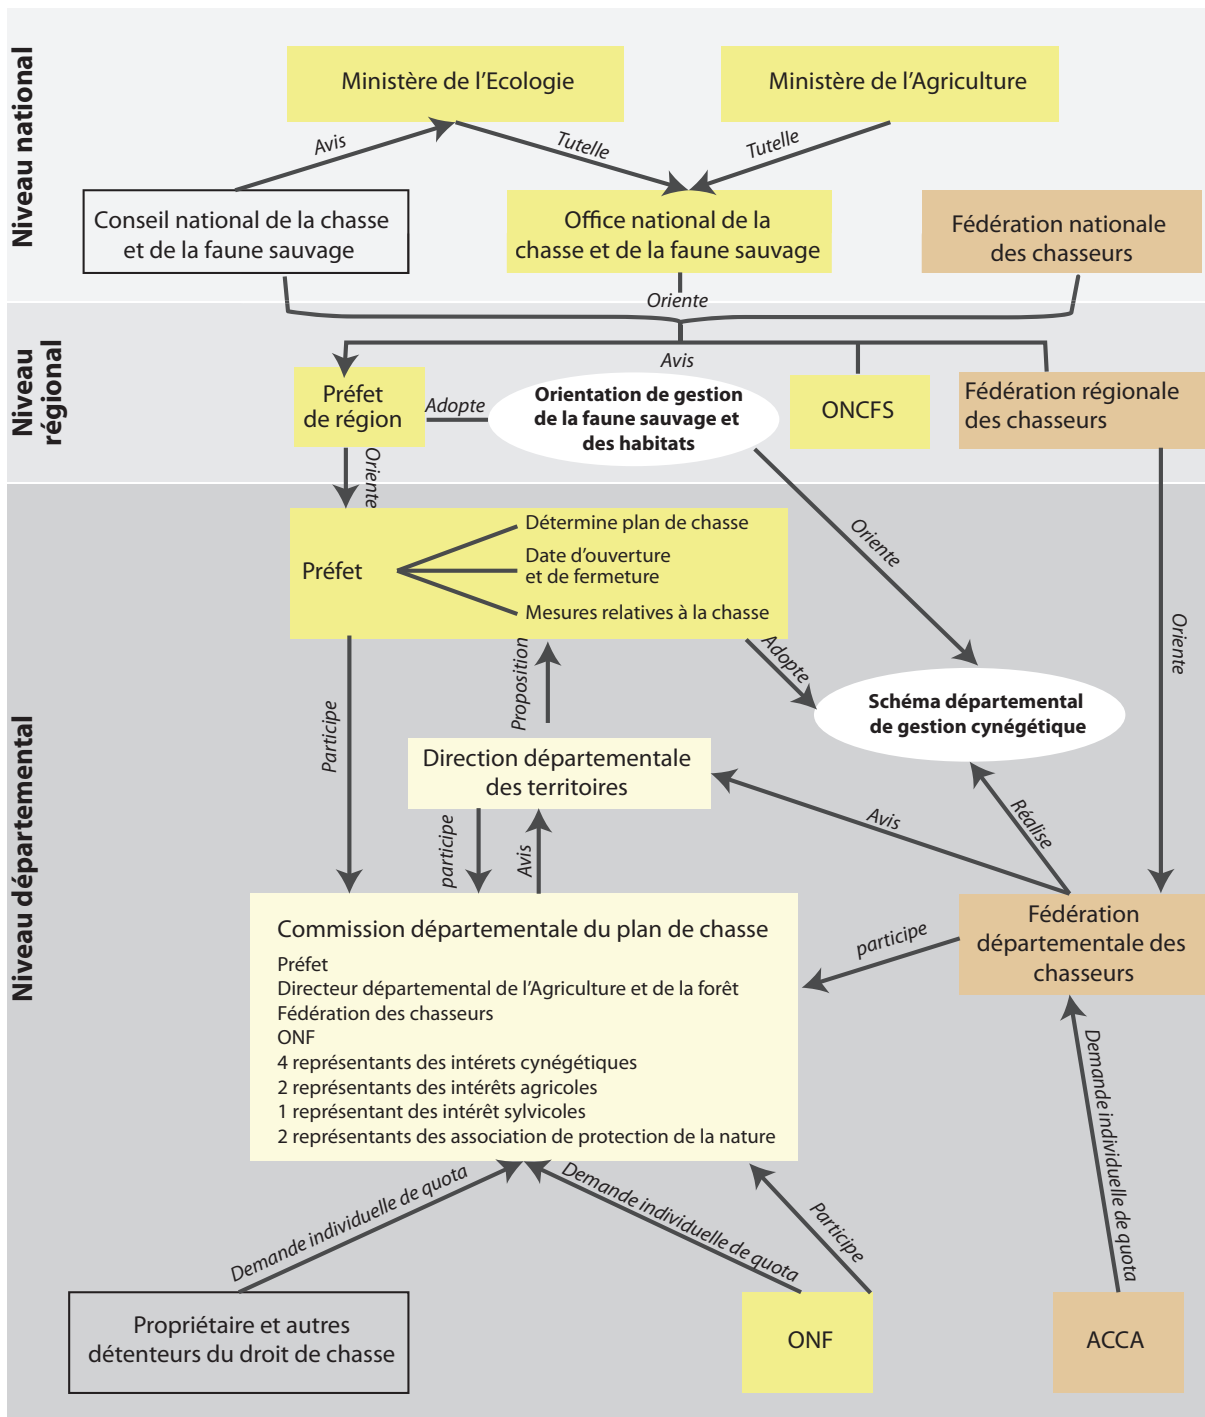 Niveau national
Ministère de l'Ecologie
Ministère de l'Agriculture
Avis
Tutelle
Tutelle
Conseil national de la chasse
et de la faune sauvage
Office national de la
chasse et de la faune sauvage
Fédération nationale
des chasseurs
Oriente
Niveau
régional
Avis
Préfet
de région
Adopte
Orientation de gestion
de la faune sauvage et
des habitats
ONCFS
Fédération régionale
des chasseurs
Oriente
Niveau départemental
Préfet
Détermine plan de chasse
Date d'ouverture
et de fermeture
Mesures relatives à la chasse
Oriente
Oriente
Participe
Proposition
Adopte
Schéma départemental
de gestion cynégétique
Direction départementale
des territoires
participe
Avis
Avis
Réalise
Commission départementale du plan de chasse
Préfet
Directeur départemental de l'Agriculture et de la forêt
Fédération des chasseurs
ONF
4 représentants des intérets cynégétiques
2 représentants des intérêts agricoles
1 représentant des intérêt sylvicoles
2 représentants des association de protection de la nature
participe
Fédération
départementale des
chasseurs
Demande individuelle de quota
Demande individuelle de quota
Participe
Demande individuelle de quota
Propriétaire et autres
détenteurs du droit de chasse
ONF
ACCA